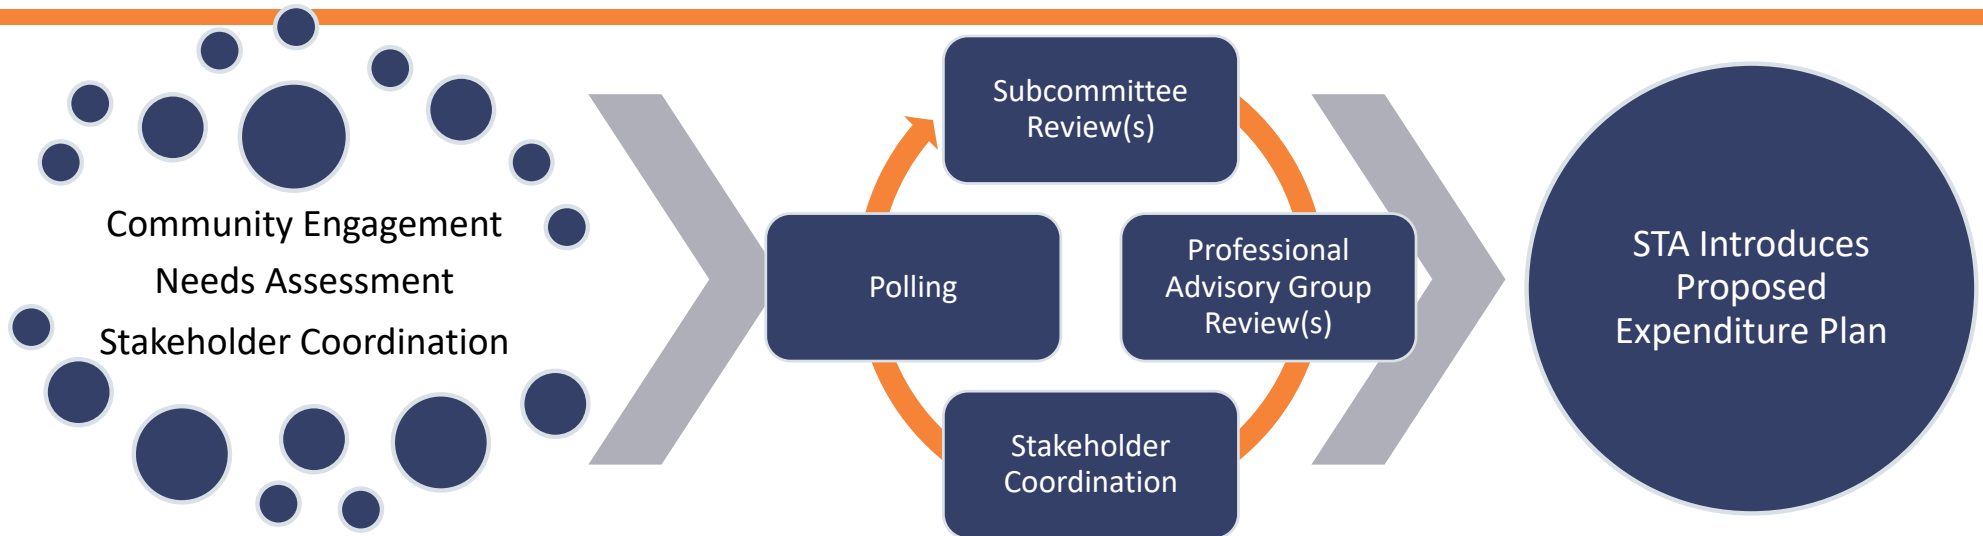 Community Engagement
Needs Assessment
Stakeholder Coordination
Subcommittee
Review(s)
Professional
Advisory Group
Review(s)
Stakeholder
Coordination
Polling
STA Introduces
Proposed
Expenditure Plan